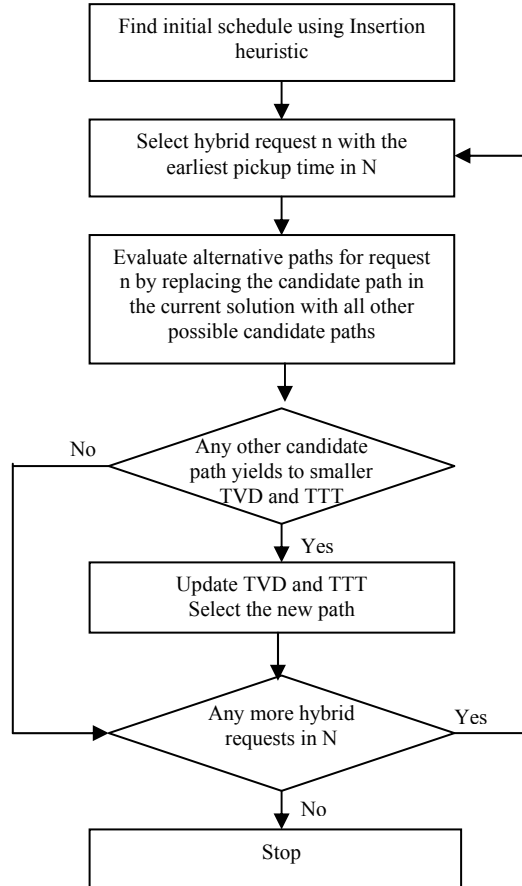 Find initial schedule using Insertion
heuristic
Select hybrid request n with the
earliest pickup time in N
Evaluate alternative paths for request
n by replacing the candidate path in
the current solution with all other
possible candidate paths
No
Any other candidate
path yields to smaller
TVD and TTT
Yes
Update TVD and TTT
Select the new path
Any more hybrid
requests in N
Yes
No
Stop